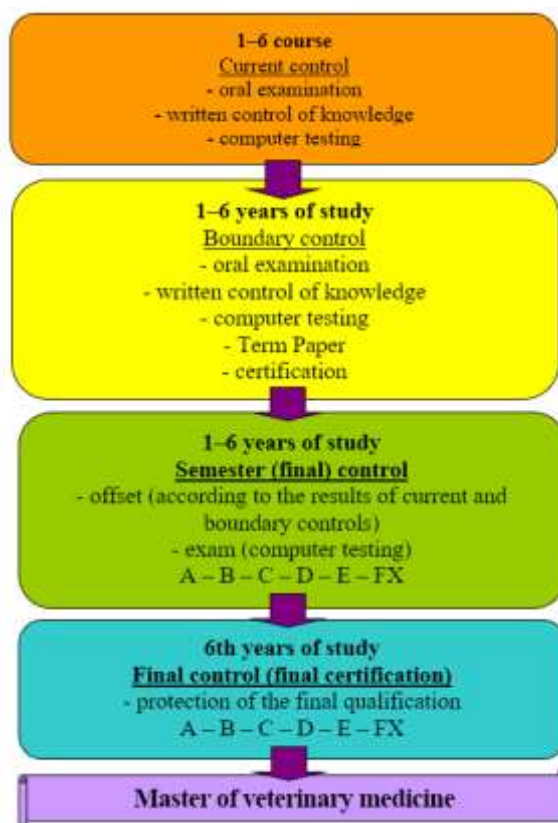 1–6 course
Current control
- oral examination
- written control of knowledge
- computer testing
1–6 years of study
Boundary control
- oral examination
- written control of knowledge
- computer testing
- Term Paper
- certification
1–6 years of study
Semester (final) control
- offset (according to the results of current and
boundary controls)
- exam (computer testing)
A – B – C – D – E – FX
6th years of study
Final control (final certification)
- protection of the final qualification
A – B – C – D – E – FX
Master of veterinary medicine